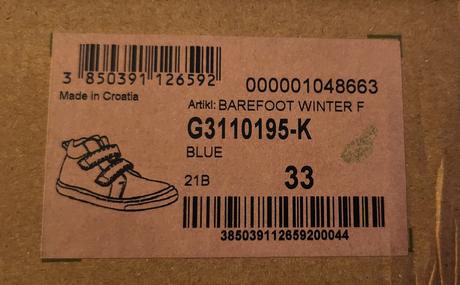 3 850391 126592
000001048663
Made in Croatia
Artikl: BAREFOOT WINTER F
G3110195-K
BLUE
21B
33
385039112659200044